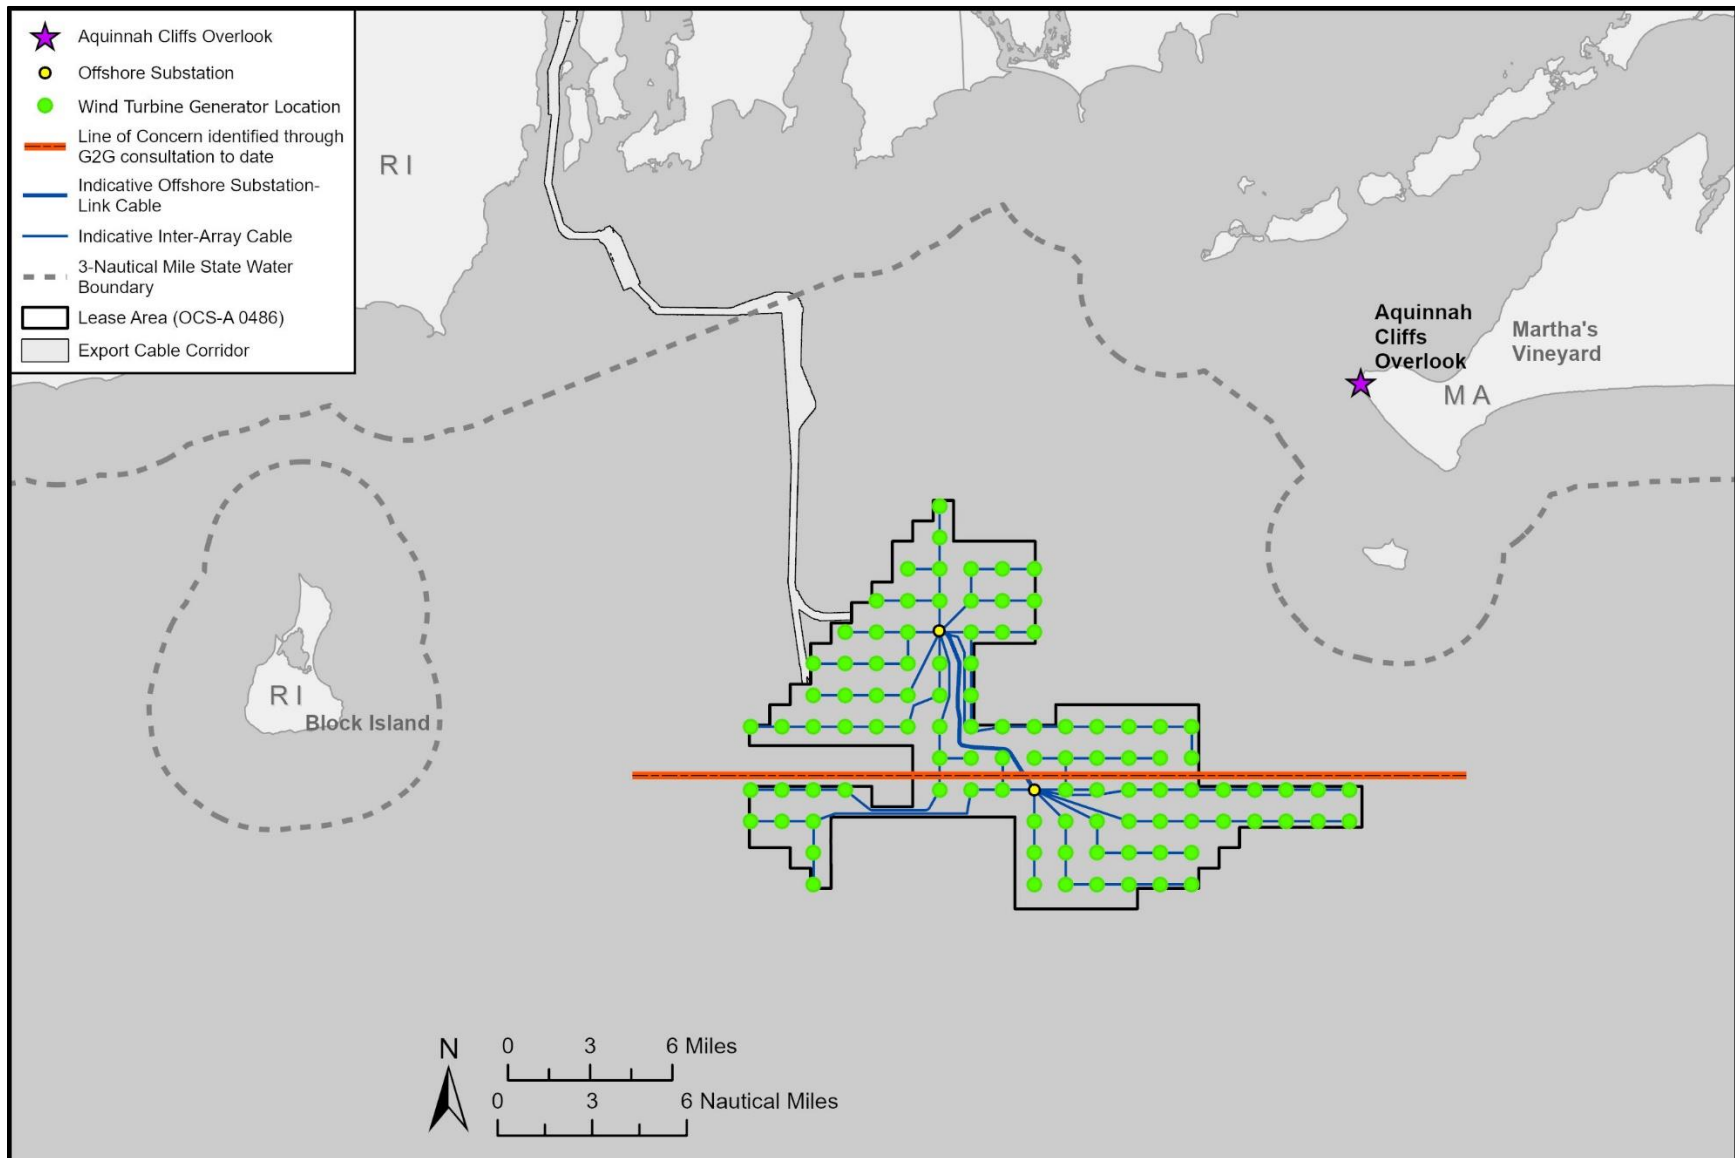 Aquinnah Cliffs Overlook
Offshore Substation
Wind Turbine Generator Location
Line of Concern identified through
G2G consultation to date
Indicative Offshore Substation-
Link Cable
Indicative Inter-Array Cable
3-Nautical Mile State Water
Boundary
Lease Area (OCS-A 0486)
Export Cable Corridor
RI
Aquinnah
Cliffs
Overlook
Martha's
Vineyard
MA
RI
Block Island
N
0 3 6 Miles
0 3 6 Nautical Miles